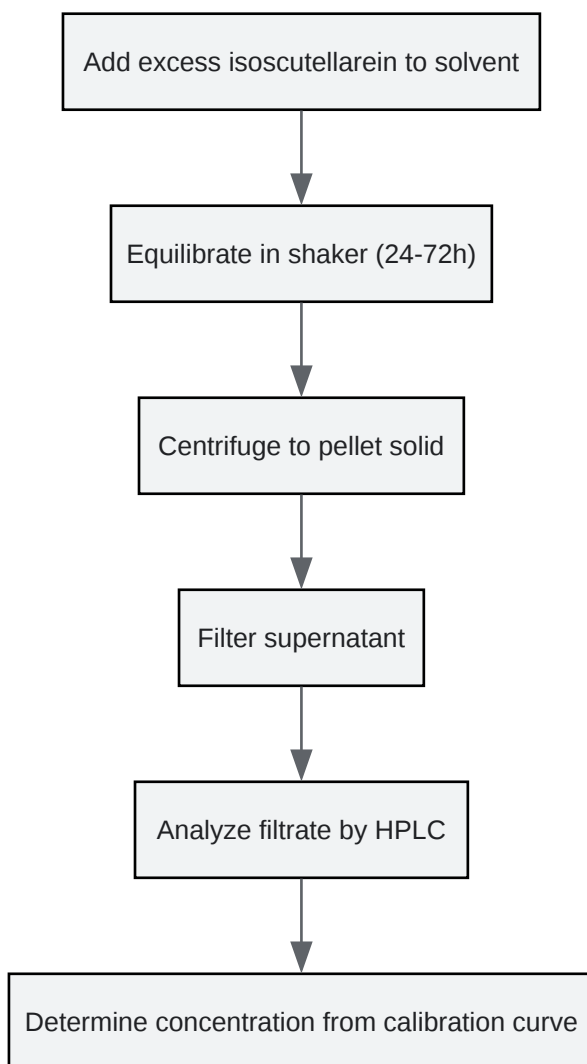 Add excess isoscutellarein to solvent
Equilibrate in shaker (24-72h)
Centrifuge to pellet solid
Filter supernatant
Analyze filtrate by HPLC
Determine concentration from calibration curve